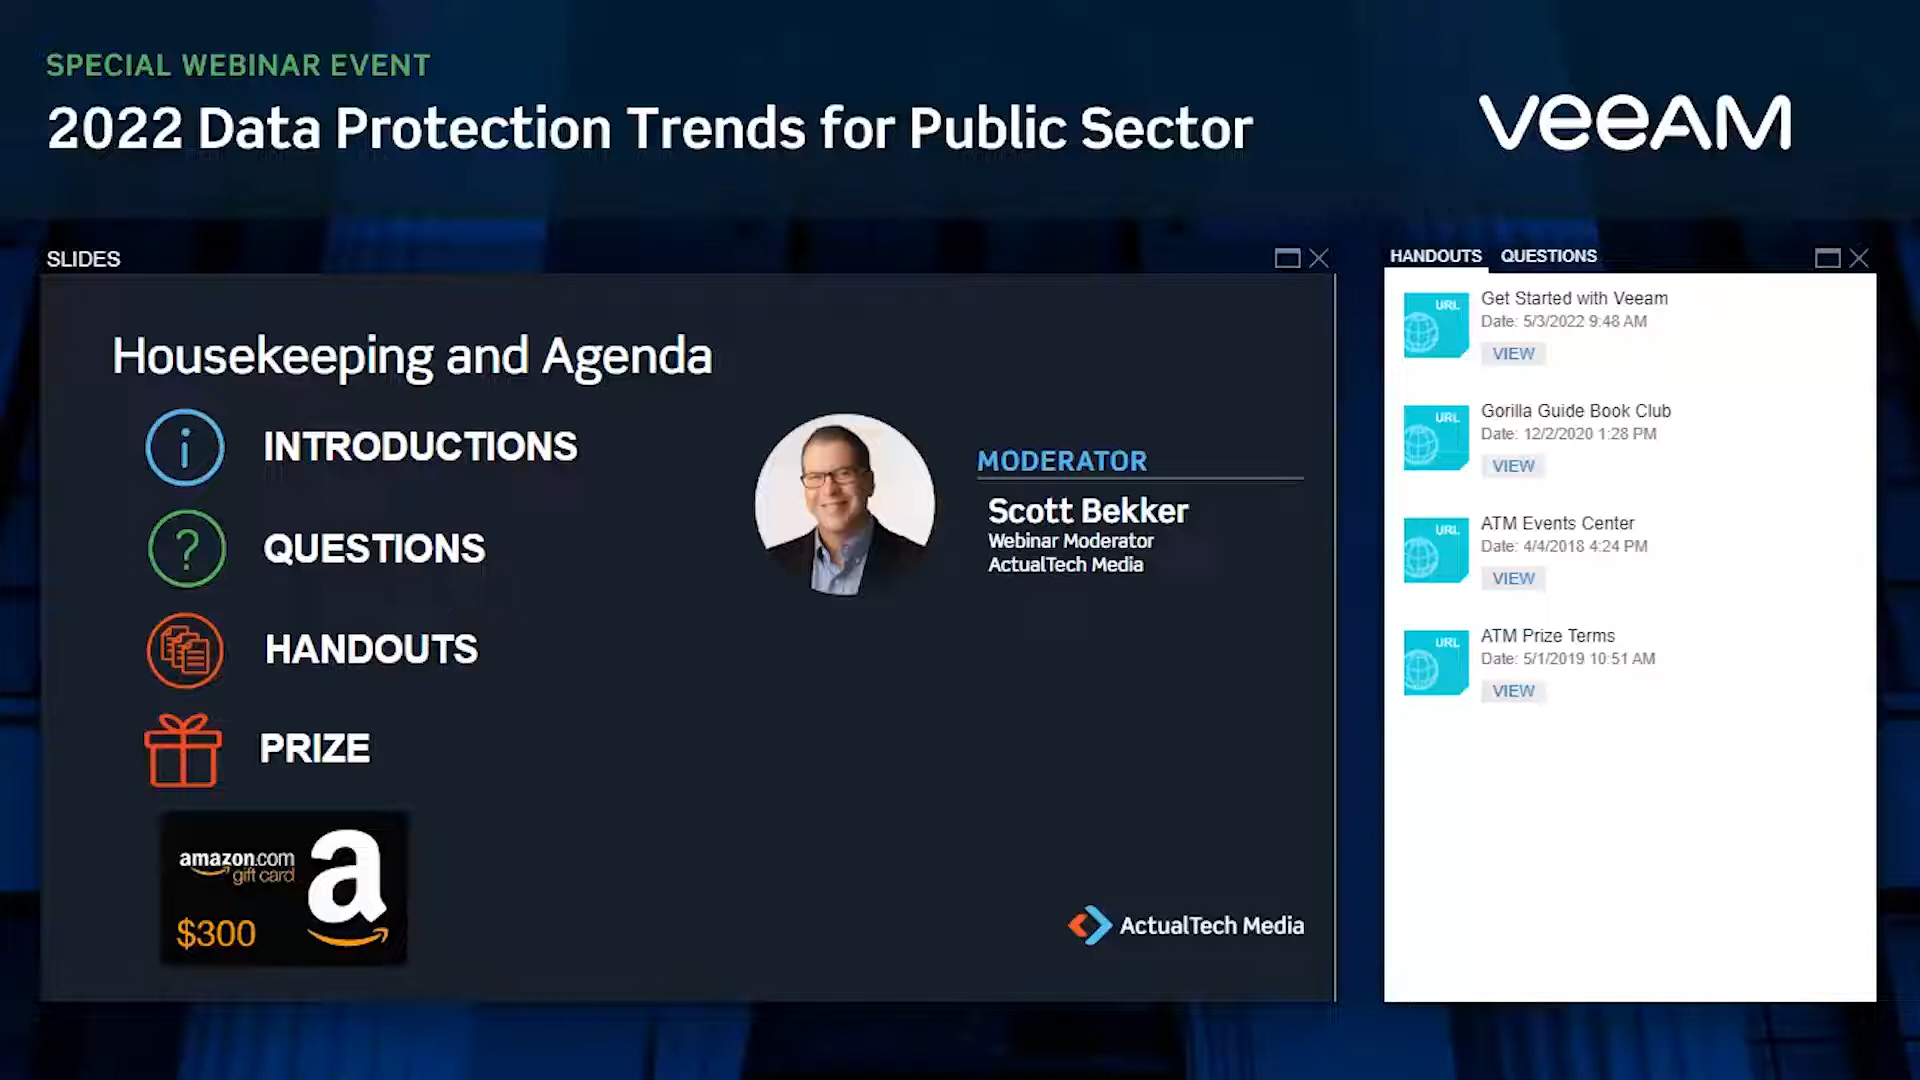 SPECIAL WEBINAR EVENT
2022 Data Protection Trends for Public Sector
veeAM
SLIDES
Housekeeping and Agenda
INTRODUCTIONS
QUESTIONS
HANDOUTS
PRIZE
amazon.com
gift card
a
$300
MODERATOR
Scott Bekker
Webinar Moderator
ActualTech Media
ActualTech Media
HANDOUTS QUESTIONS
URL
Get Started with Veeam
Date: 5/3/2022 9:48 AM
VIEW
URL
Gorilla Guide Book Club
Date: 12/2/2020 1:28 PM
VIEW
URL
ATM Events Center
Date: 4/4/2018 4:24 PM
VIEW
URL
ATM Prize Terms
Date: 5/1/2019 10:51 AM
VIEW